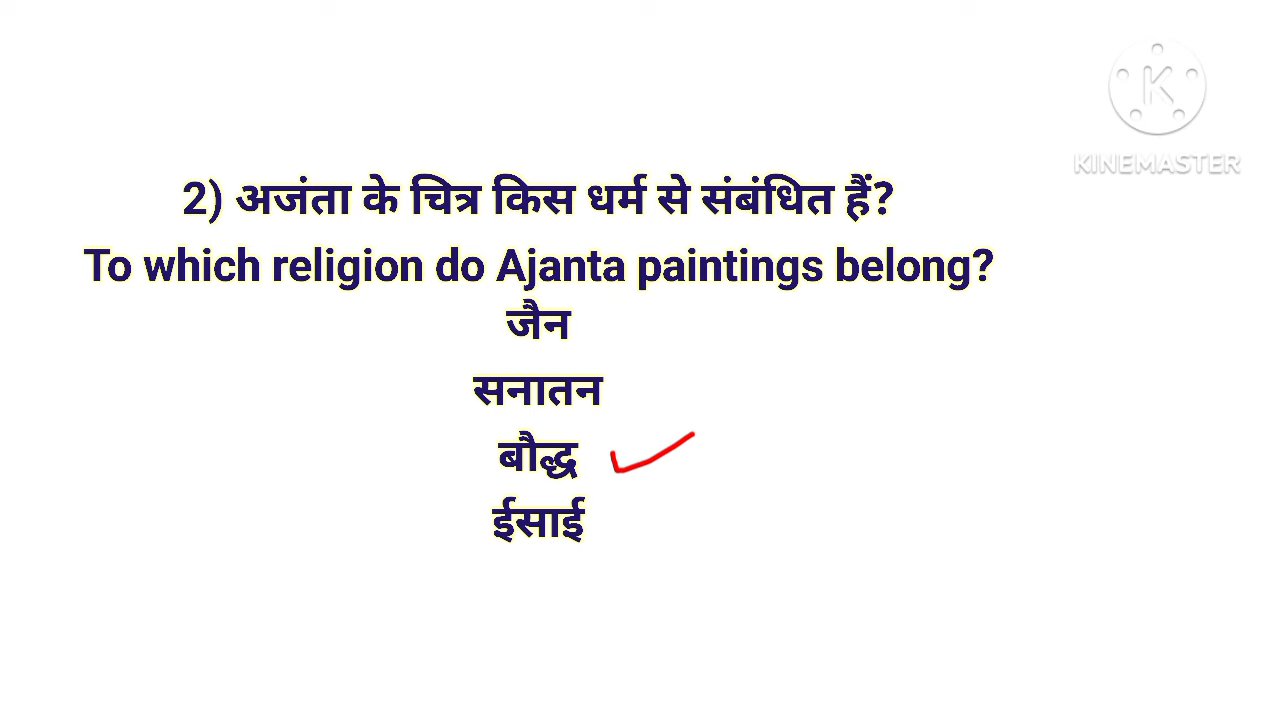 KINEMASTER
2) अजंता के चित्र किस धर्म से संबंधित हैं?
To which religion do Ajanta paintings belong?
जैन
सनातन
बौद्ध
ईसाई